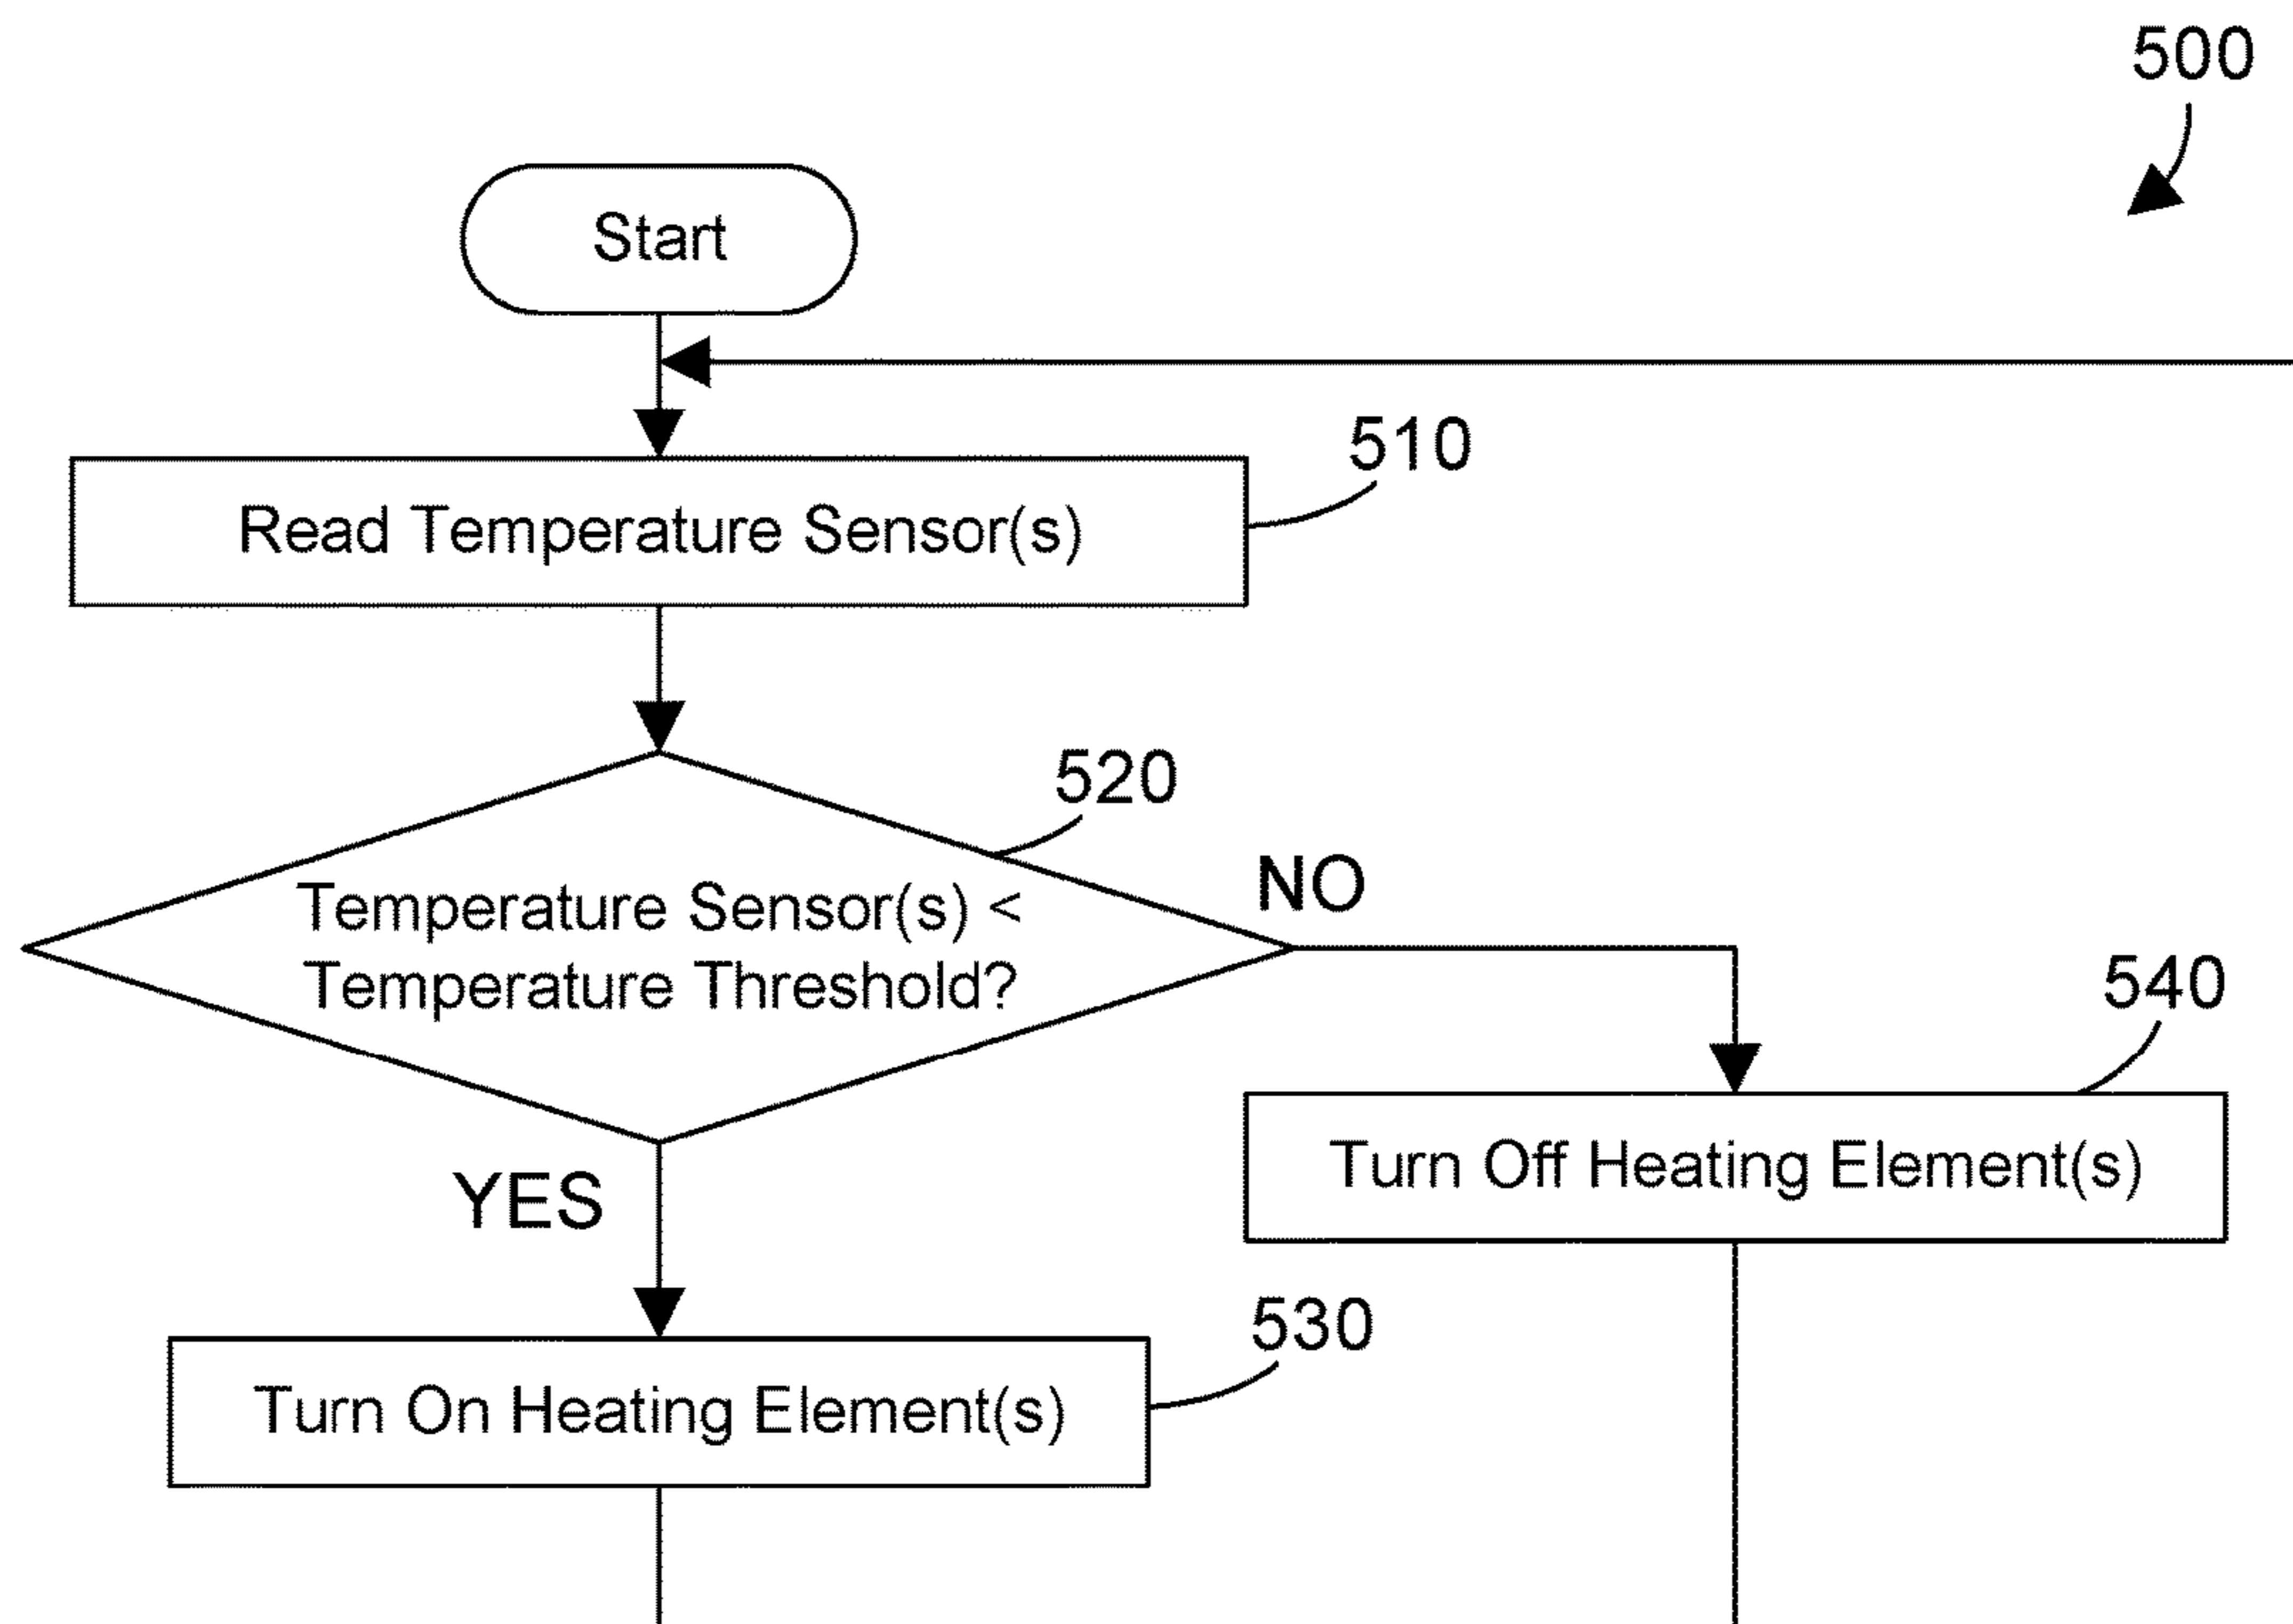 500
Start
510
Read Temperature Sensor(s)
520
Temperature Sensor(s) <
Temperature Threshold?
NO
540
Turn Off Heating Element(s)
YES
530
Turn On Heating Element(s)